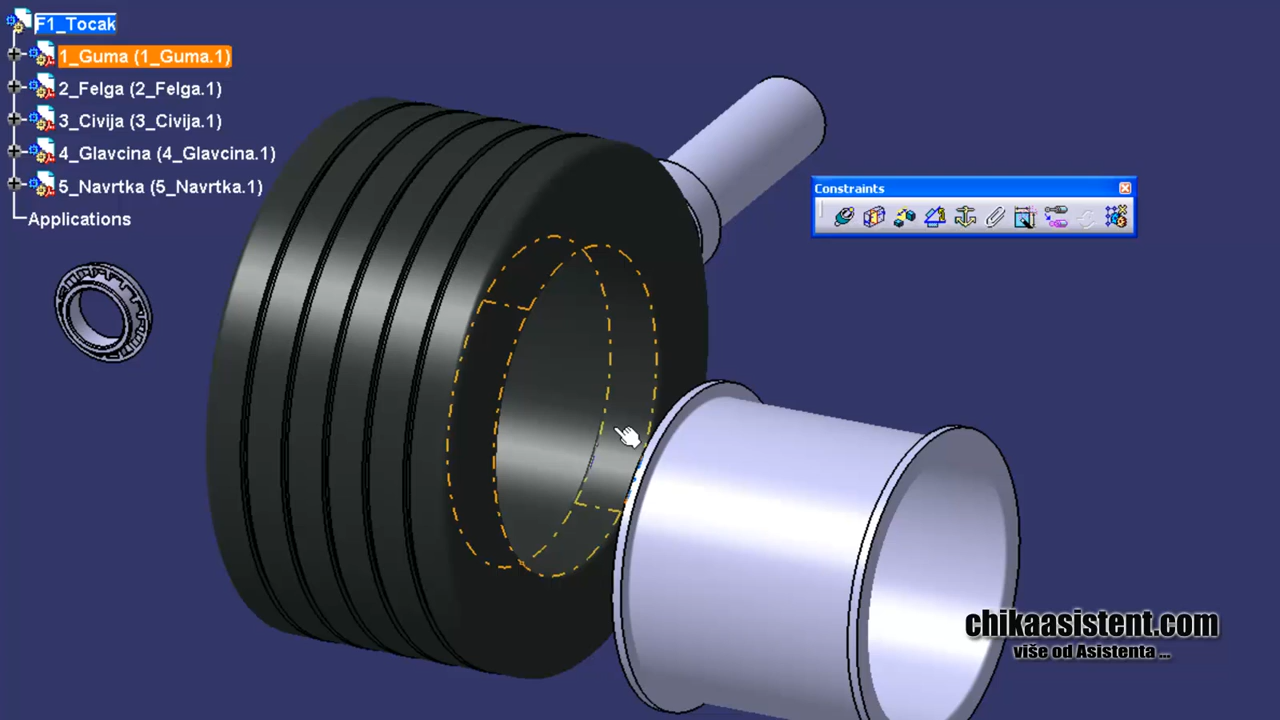 F1_Tocak
1_Guma (1_Guma.1)
2_Felga (2_Felga.1)
3_Civija (3_Civija.1)
4_Glavcina (4_Glavcina.1)
5_Navrtka (5_Navrtka.1)
Applications
Constraints
chikaasistent.com
više od Asistenta ...